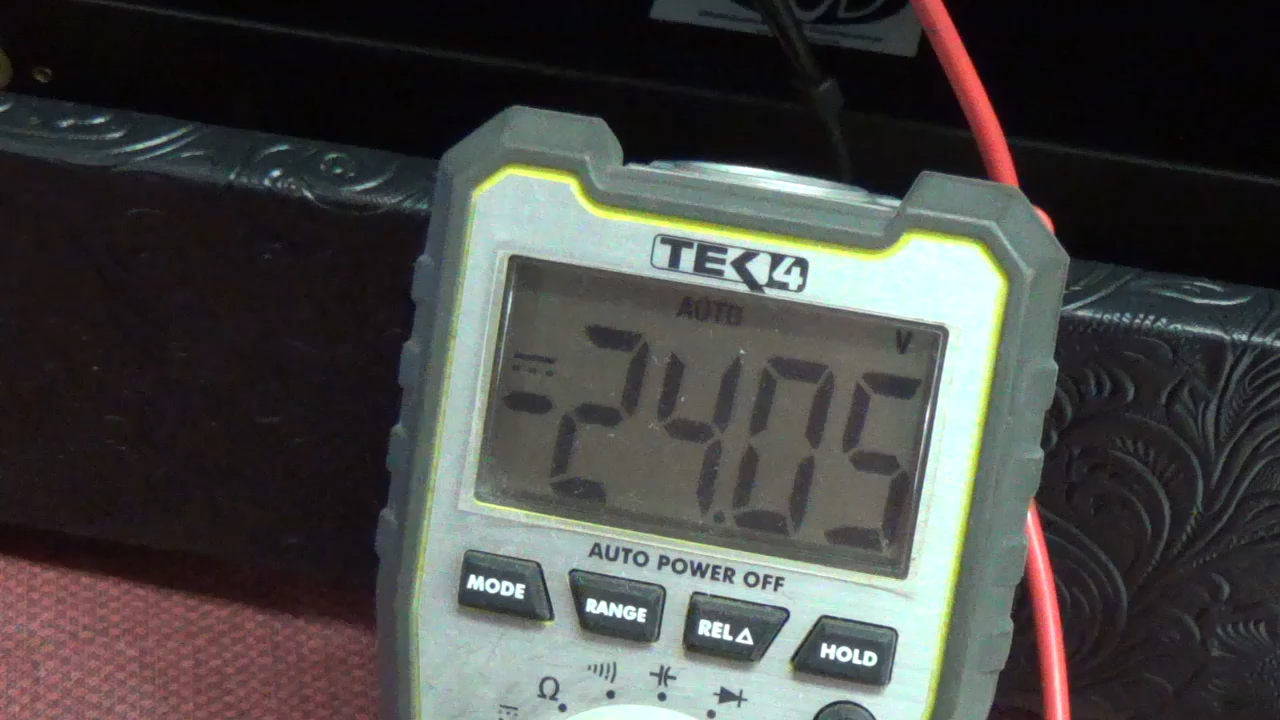 TEK4
AUTO
V
-24.05
AUTO POWER OFF
MODE RANGE REL△ HOLD
Ω